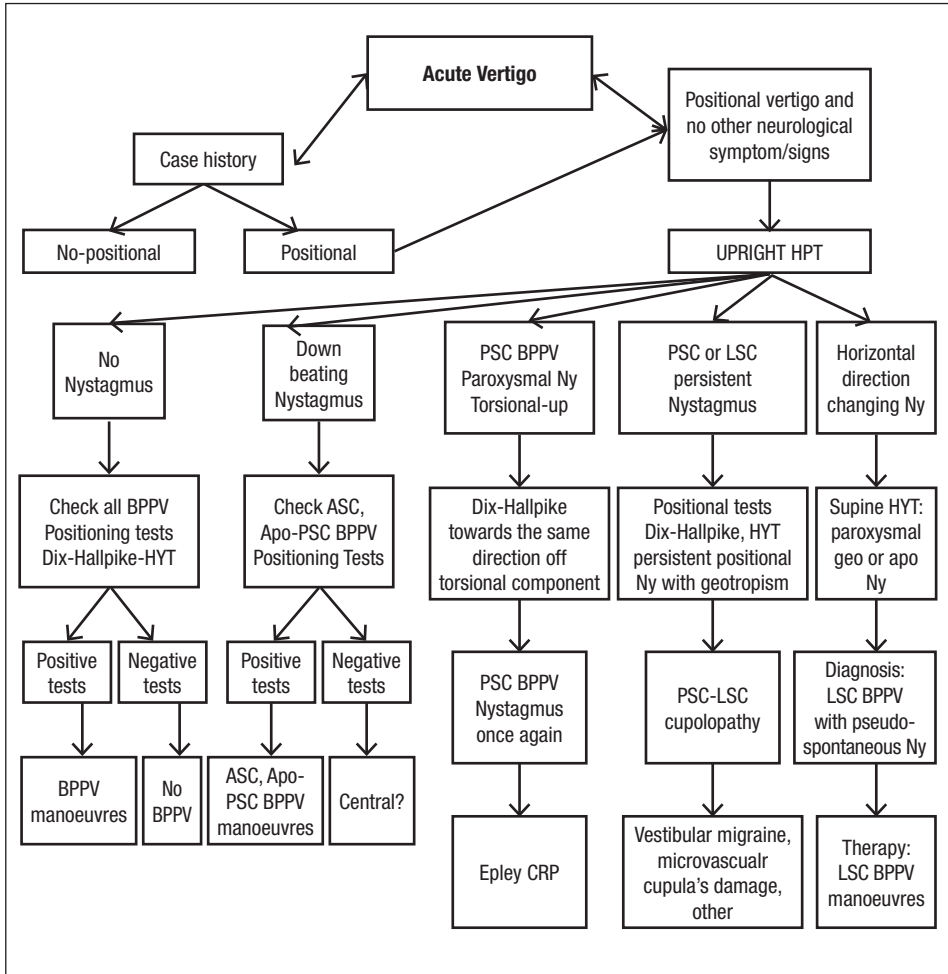 Acute Vertigo
Positional vertigo and
no other neurological
symptom/signs
Case history
No-positional
Positional
UPRIGHT HPT
No
Nystagmus
Down
beating
Nystagmus
PSC BPPV
Paroxysmal Ny
Torsional-up
PSC or LSC
persistent
Nystagmus
Horizontal
direction
changing Ny
Check all BPPV
Positioning tests
Dix-Hallpike-HYT
Check ASC,
Apo-PSC BPPV
Positioning Tests
Dix-Hallpike
towards the same
direction off
torsional component
Positional tests
Dix-Hallpike, HYT
persistent positional
Ny with geotropism
Supine HYT:
paroxysmal
geo or apo
Ny
Positive
tests
Negative
tests
Positive
tests
Negative
tests
PSC BPPV
Nystagmus
once again
PSC-LSC
cupolopathy
Diagnosis:
LSC BPPV
with pseudo-
spontaneous Ny
BPPV
manoeuvres
No
BPPV
ASC, Apo-
PSC BPPV
manoeuvres
Central?
Epley CRP
Vestibular migraine,
microvascualr
cupula's damage,
other
Therapy:
LSC BPPV
manoeuvres